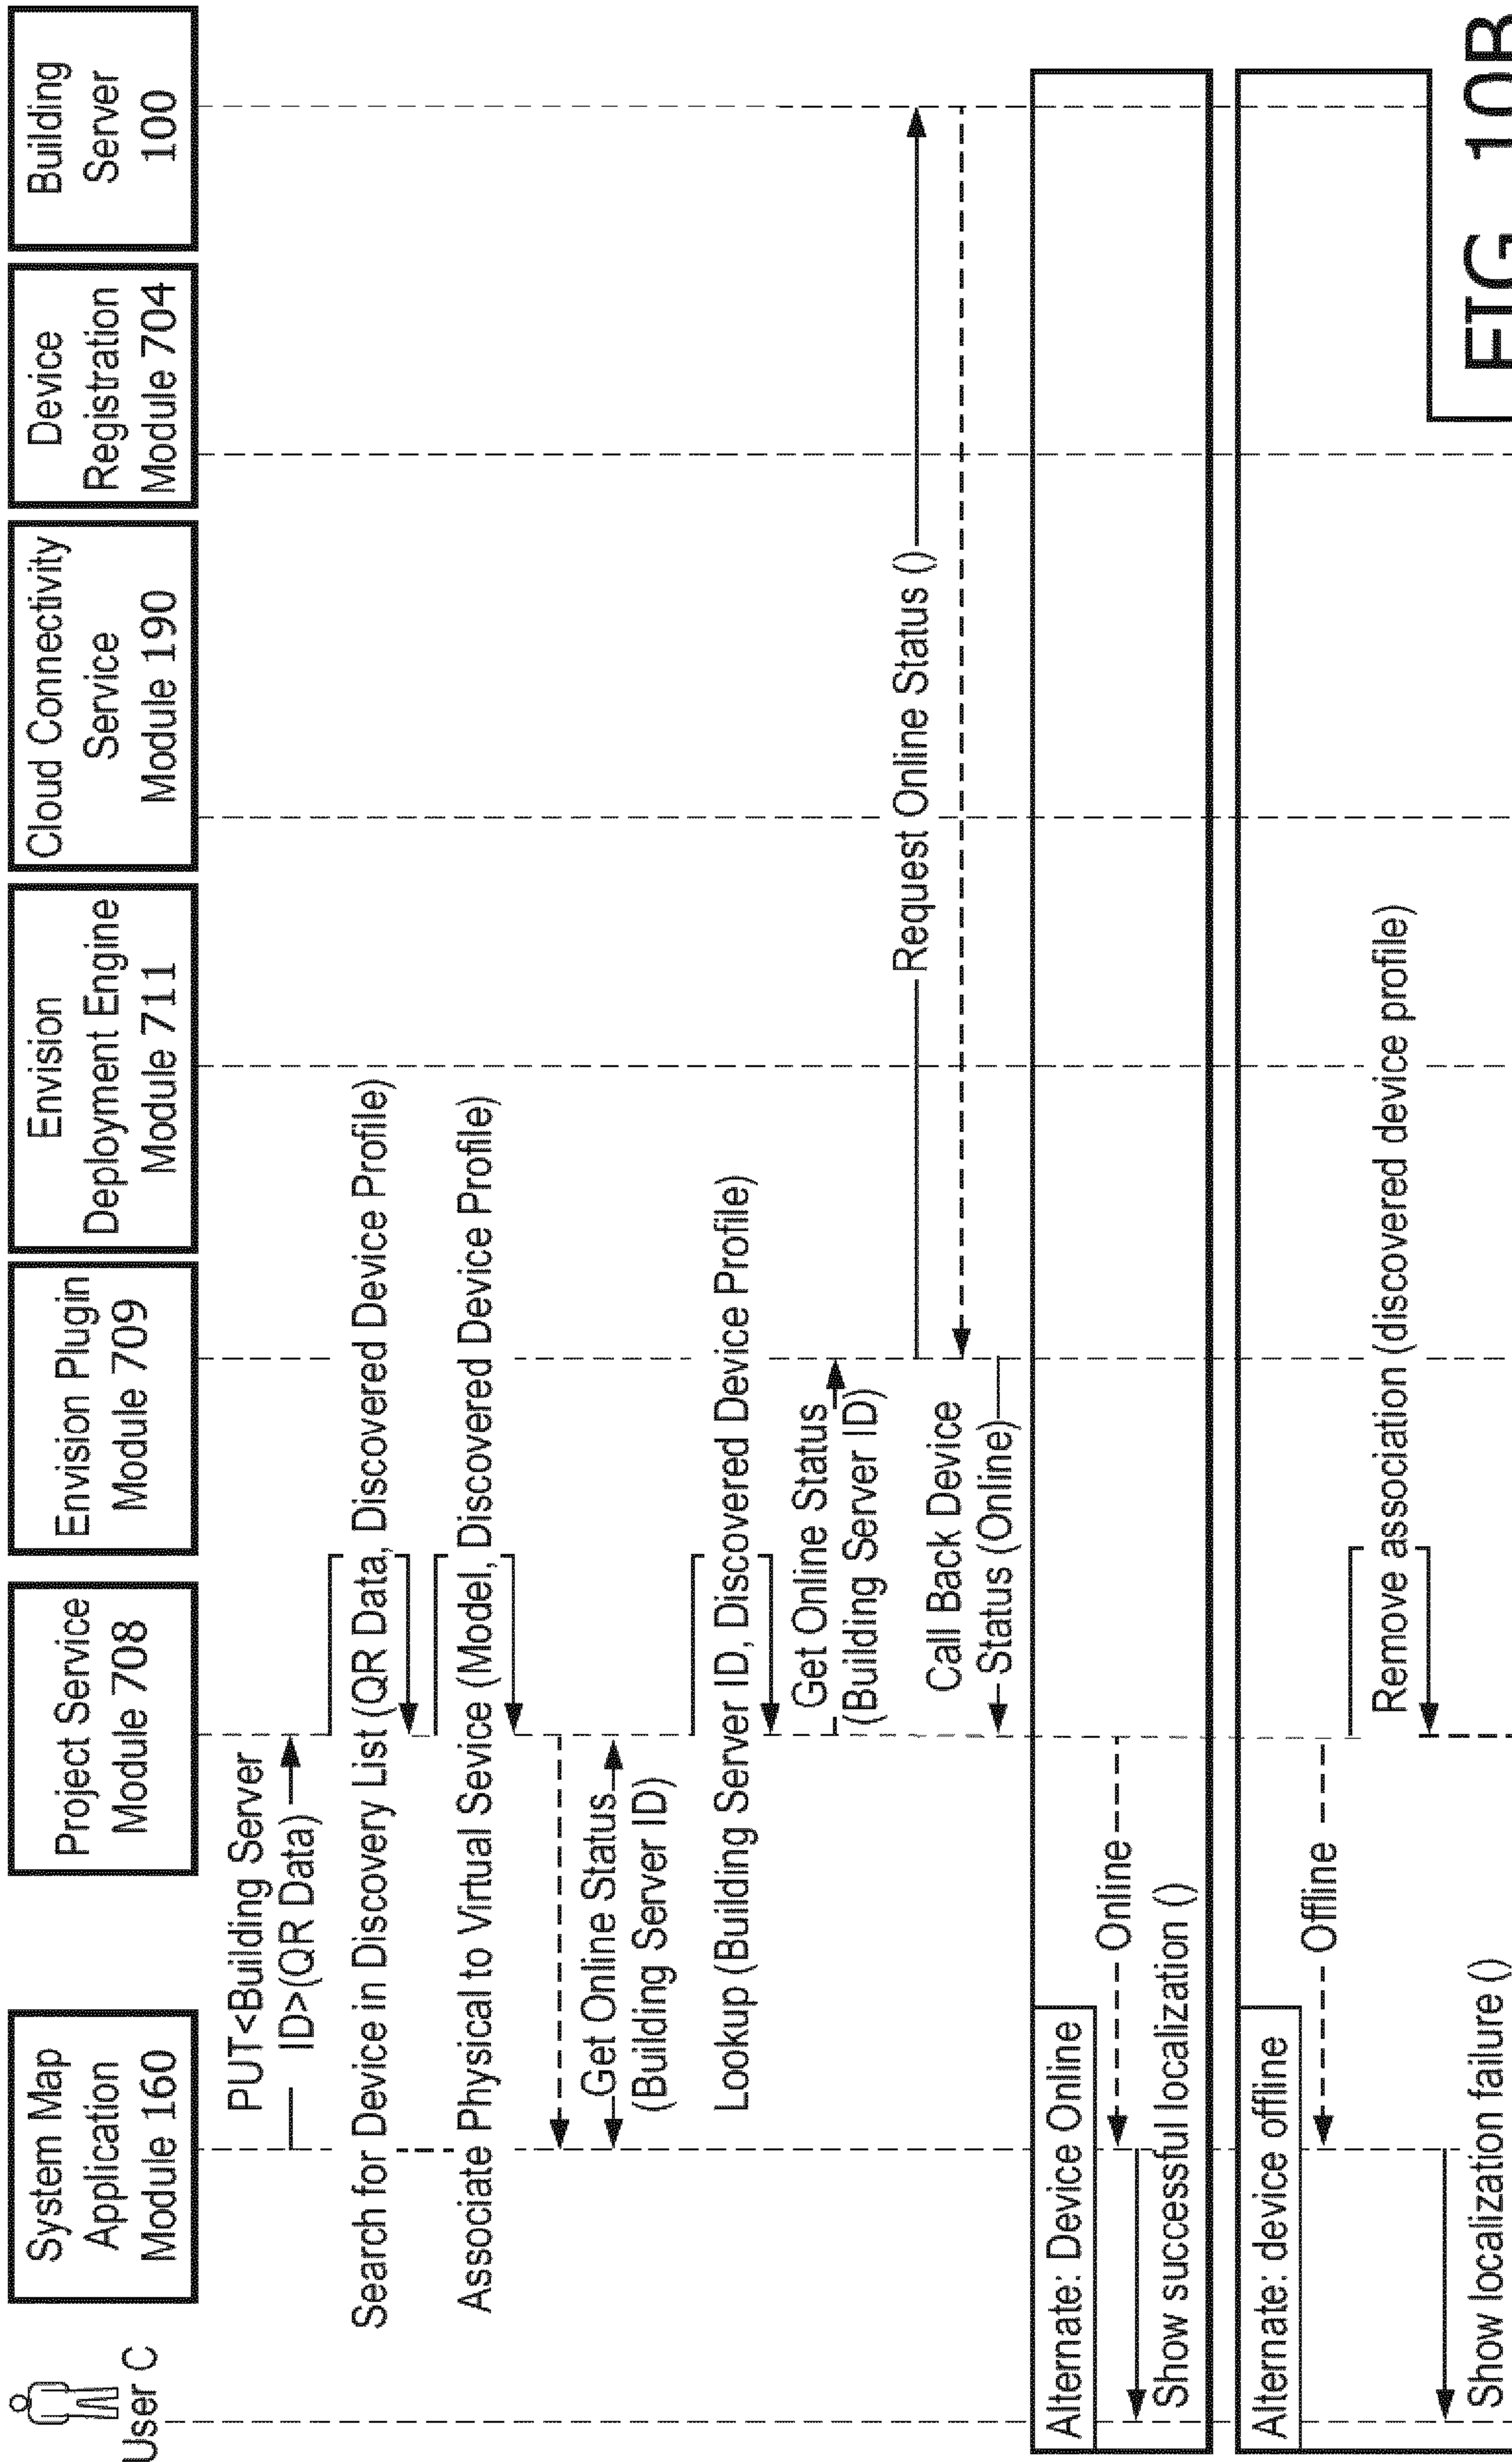 User C
System Map
Application
Module 160
Project Service
Module 708
Envision Plugin
Module 709
Envision
Deployment Engine
Module 711
Cloud Connectivity
Service
Module 190
Device
Registration
Module 704
Building
Server
100
PUT<Building Server
ID>(QR Data)
Search for Device in Discovery List (QR Data, Discovered Device Profile)
Associate Physical to Virtual Sevice (Model, Discovered Device Profile)
Get Online Status
(Building Server ID)
Lookup (Building Server ID, Discovered Device Profile)
Get Online Status
(Building Server ID)
Request Online Status ()
Call Back Device
Status (Online)
Alternate: Device Online
Online
Show successful localization ()
Alternate: device offline
Offline
Remove association (discovered device profile)
Show localization failure ()
FIG. 10B